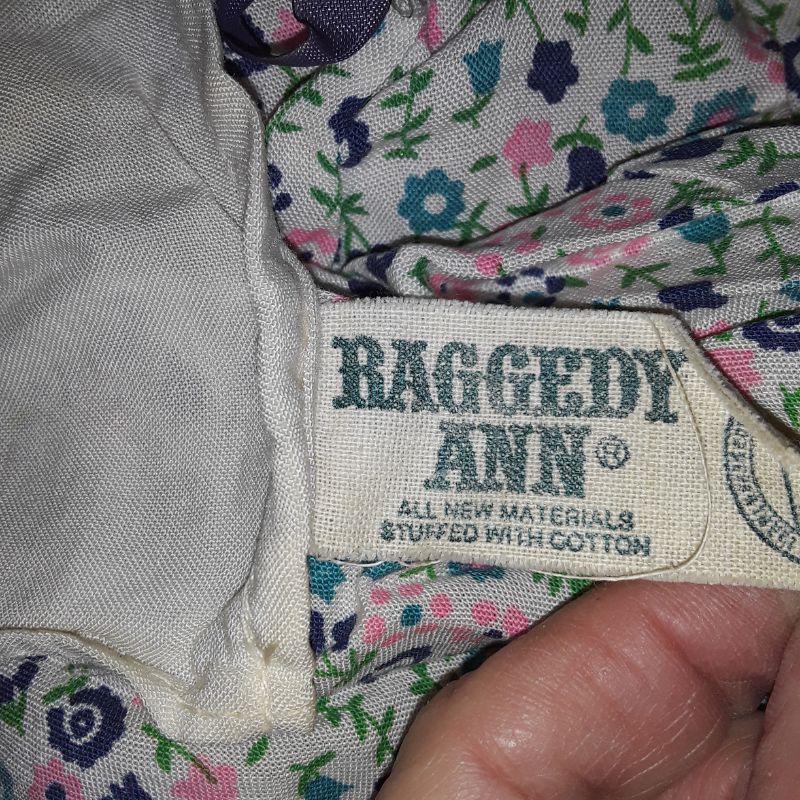 RAGGEDY
ANN®
ALL NEW MATERIALS
STUFFED WITH COTTON